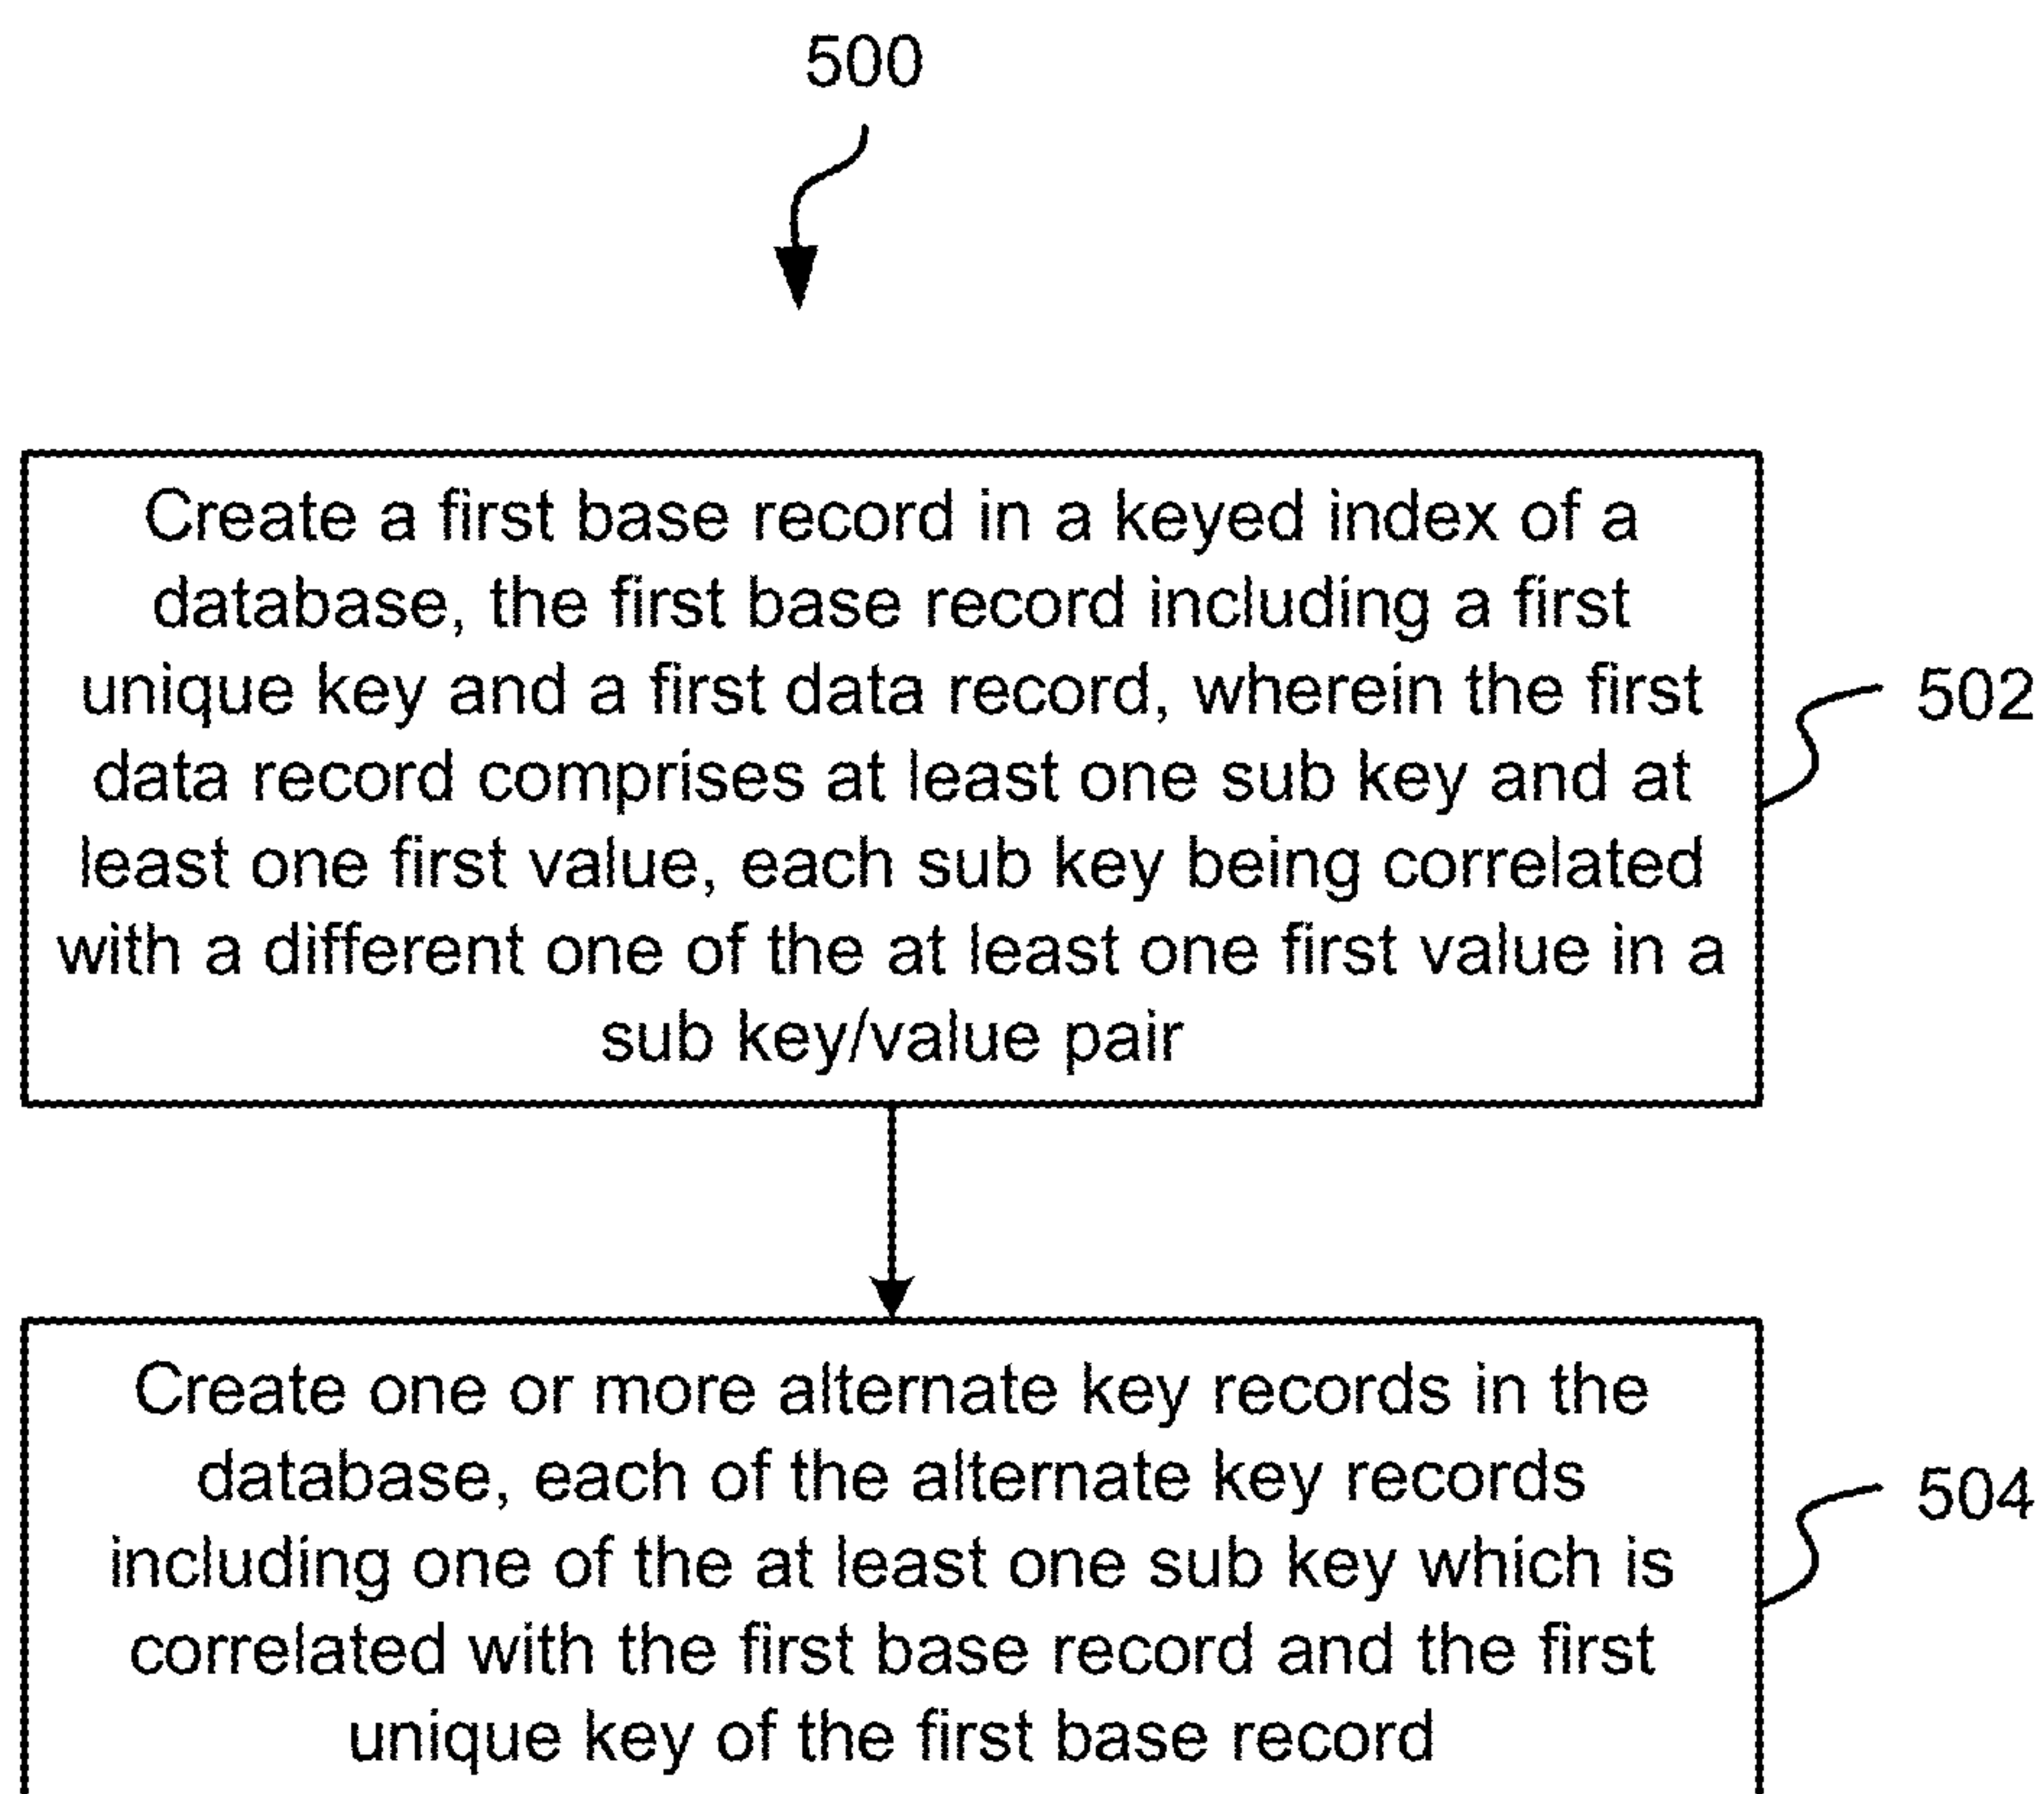 500
Create a first base record in a keyed index of a
database, the first base record including a first
unique key and a first data record, wherein the first
data record comprises at least one sub key and at
least one first value, each sub key being correlated
with a different one of the at least one first value in a
sub key/value pair
502
Create one or more alternate key records in the
database, each of the alternate key records
including one of the at least one sub key which is
correlated with the first base record and the first
unique key of the first base record
504